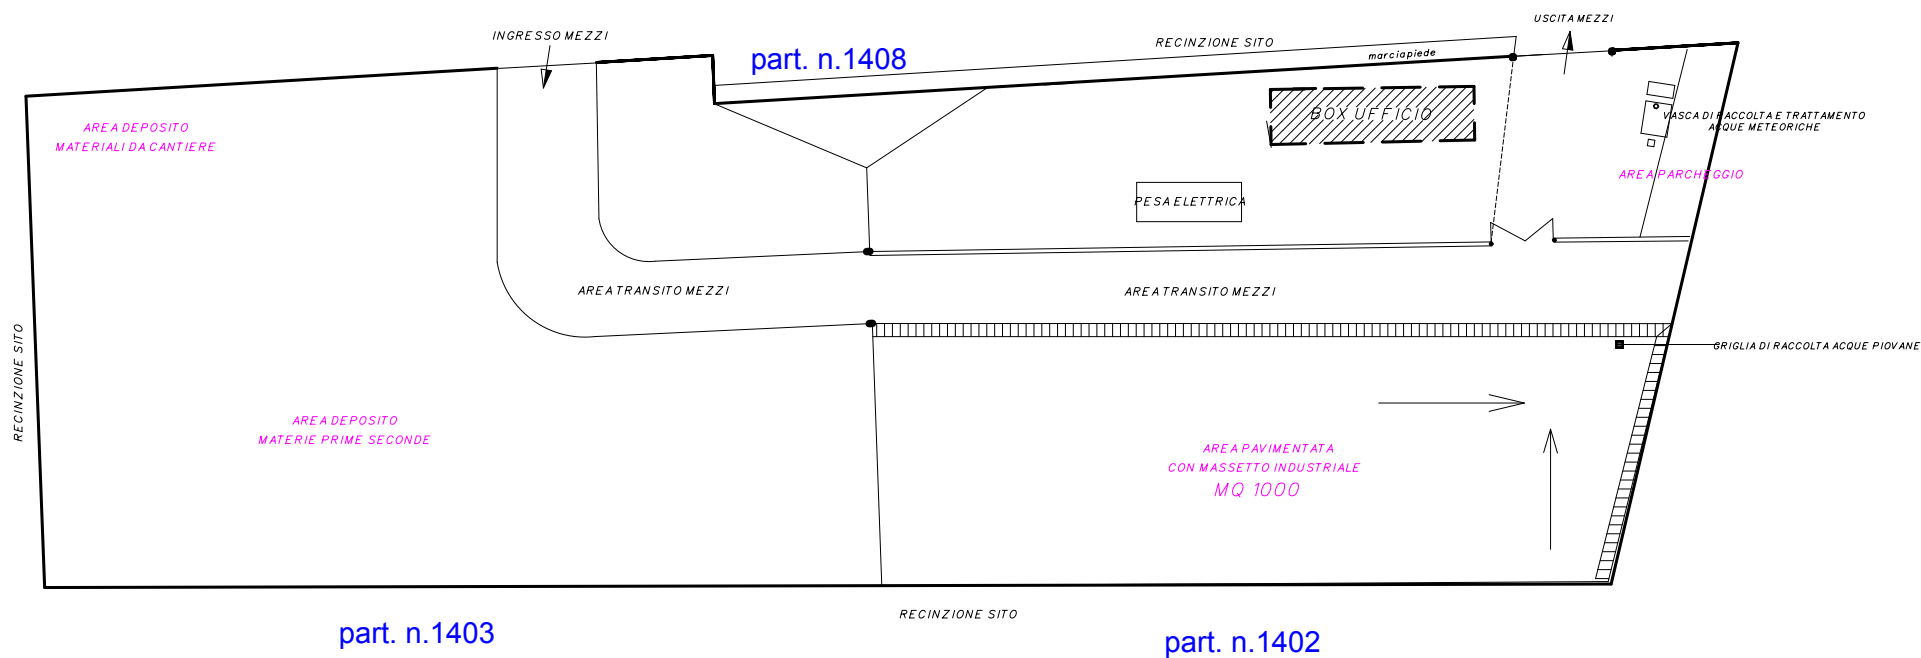 USCITA MEZZI
INGRESSO MEZZI
RECINZIONE SITO
part. n.1408
marciapiede
BOX UFFICIO
VASCA DI RACCOLTA E TRATTAMENTO
ACQUE METEORICHE
AREA DEPOSITO
MATERIALI DA CANTIERE
AREA PARCHEGGIO
PESA ELETTRICA
AREA TRANSITO MEZZI
AREA TRANSITO MEZZI
GRIGLIA DI RACCOLTA ACQUE PIOVANE
RECINZIONE SITO
AREA DEPOSITO
MATERIE PRIME SECONDE
AREA PAVIMENTATA
CON MASSETTO INDUSTRIALE
MQ 1000
RECINZIONE SITO
part. n.1403
part. n.1402